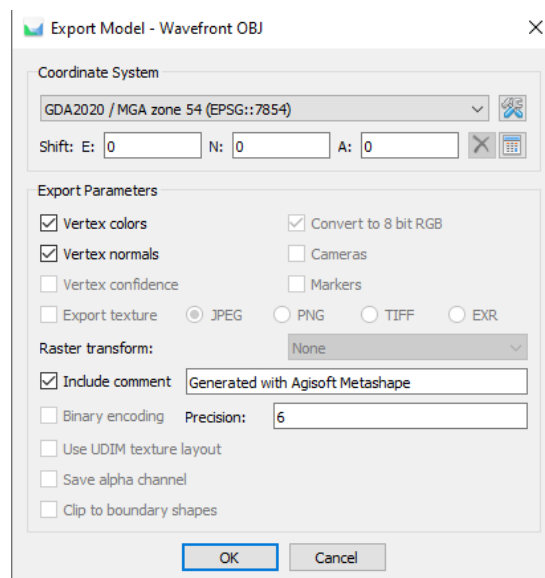 Export Model - Wavefront OBJ
Coordinate System
GDA2020 / MGA zone 54 (EPSG::7854)
Shift: E: 0 N: 0 A: 0
Export Parameters
Vertex colors Convert to 8 bit RGB
Vertex normals Cameras
Vertex confidence Markers
Export texture JPEG PNG TIFF EXR
Raster transform: None
Include comment Generated with Agisoft Metashape
Binary encoding Precision: 6
Use UDIM texture layout
Save alpha channel
Clip to boundary shapes
OK Cancel